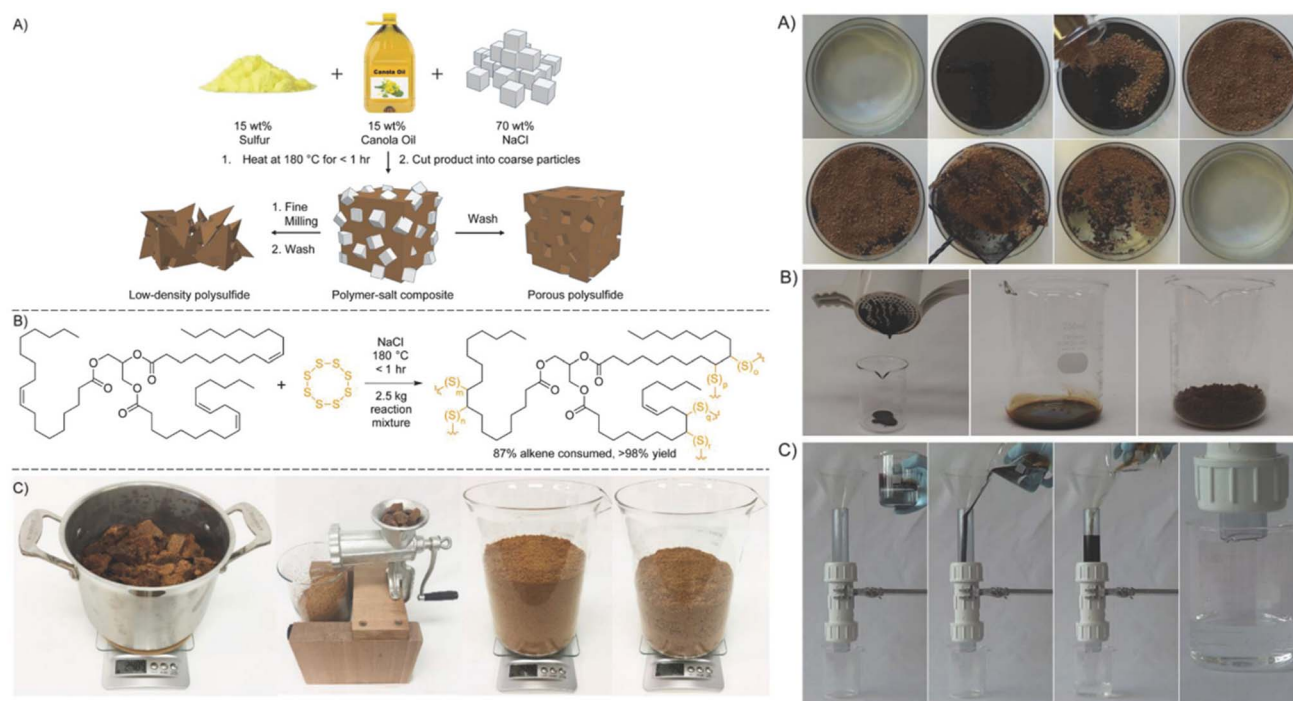 A)
Canola Oil
15 wt%
Sulfur
15 wt%
Canola Oil
70 wt%
NaCl
1. Heat at 180 °C for < 1 hr
2. Cut product into coarse particles
1. Fine
Milling
2. Wash
Wash
Low-density polysulfide
Polymer-salt composite
Porous polysulfide
B)
NaCl
180 °C
< 1 hr
2.5 kg
reaction
mixture
87% alkene consumed, >98% yield
C)
A)
B)
C)